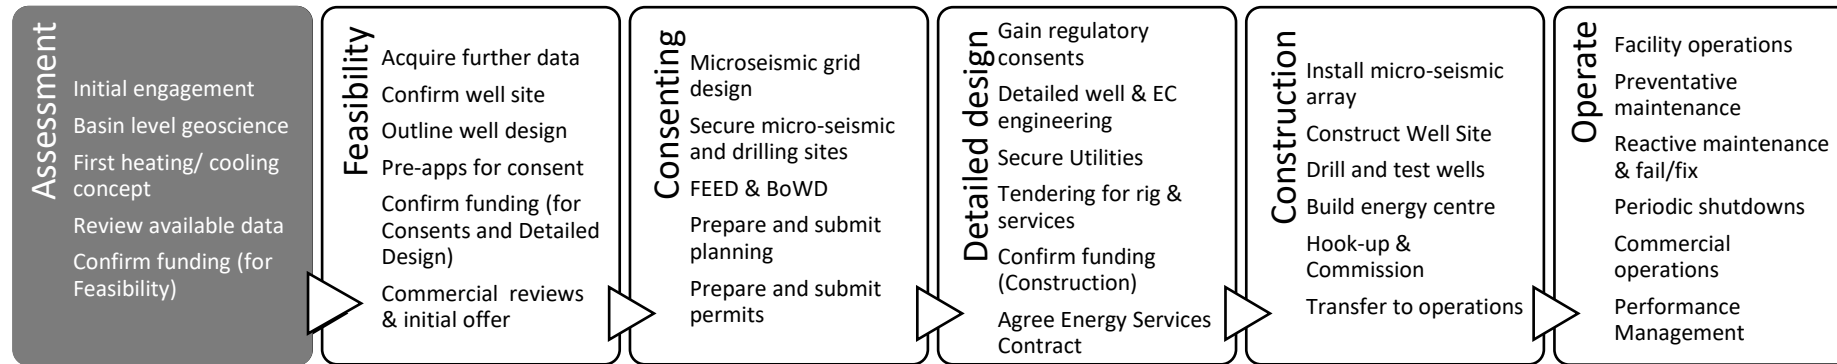 Assessment
Initial engagement
Basin level geoscience
First heating/ cooling
concept
Review available data
Confirm funding (for
Feasibility)
Feasibility
Acquire further data
Confirm well site
Outline well design
Pre-apps for consent
Confirm funding (for
Consents and Detailed
Design)
Commercial reviews
& initial offer
Consenting
Microseismic grid
design
Secure micro-seismic
and drilling sites
FEED & BoWD
Prepare and submit
planning
Prepare and submit
permits
Detailed design
Gain regulatory
consents
Detailed well & EC
engineering
Secure Utilities
Tendering for rig &
services
Confirm funding
(Construction)
Agree Energy Services
Contract
Construction
Install micro-seismic
array
Construct Well Site
Drill and test wells
Build energy centre
Hook-up &
Commission
Transfer to operations
Operate
Facility operations
Preventative
maintenance
Reactive maintenance
& fail/fix
Periodic shutdowns
Commercial
operations
Performance
Management